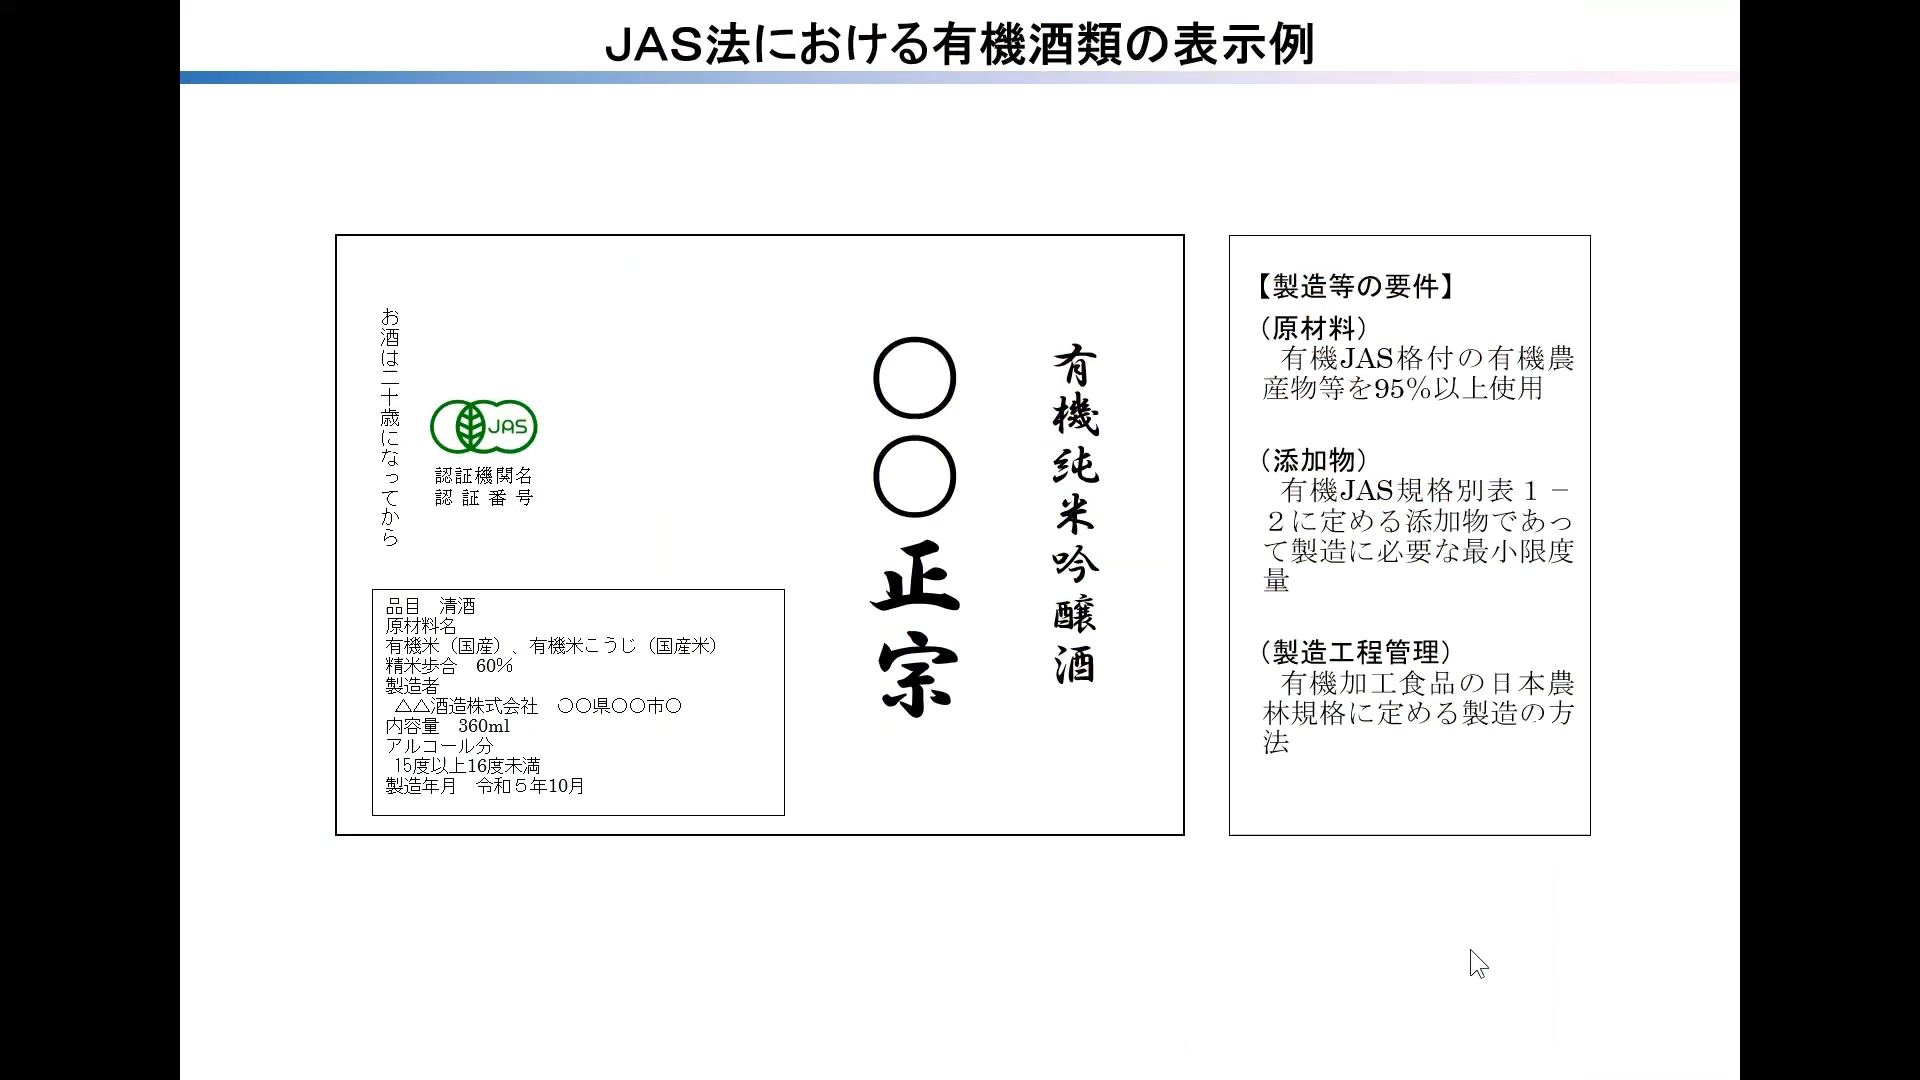 JAS法における有機酒類の表示例
有機純米吟醸酒
〇〇正宗
お酒は二十歳になってから
JAS
認証機関名
認証番号
品目　清酒
原材料名
有機米（国産）、有機米こうじ（国産米）
精米歩合　60%
製造者
△△酒造株式会社　〇〇県〇〇市〇
内容量　360ml
アルコール分
15度以上16度未満
製造年月　令和５年10月
【製造等の要件】
（原材料）
有機JAS格付の有機農
産物等を95%以上使用
（添加物）
有機JAS規格別表１－
２に定める添加物であっ
て製造に必要な最小限度
量
（製造工程管理）
有機加工食品の日本農
林規格に定める製造の方
法